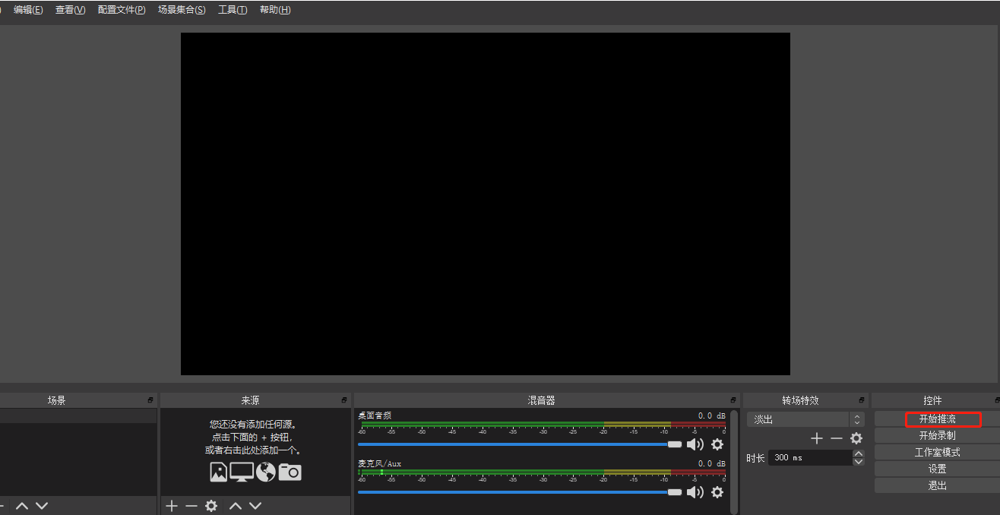 ) 编辑(E) 查看(V) 配置文件(P) 场景集合(S) 工具(T) 帮助(H)
场景
来源
您还没有添加任何源。
点击下面的 + 按钮，
或者右击此处添加一个。
混音器
桌面音频 0.0 dB
-60 -55 -50 -45 -40 -35 -30 -25 -20 -15 -10 -5 0
麦克风/Aux 0.0 dB
-60 -55 -50 -45 -40 -35 -30 -25 -20 -15 -10 -5 0
转场特效
淡出
时长 300 ms
控件
开始推流
开始录制
工作室模式
设置
退出